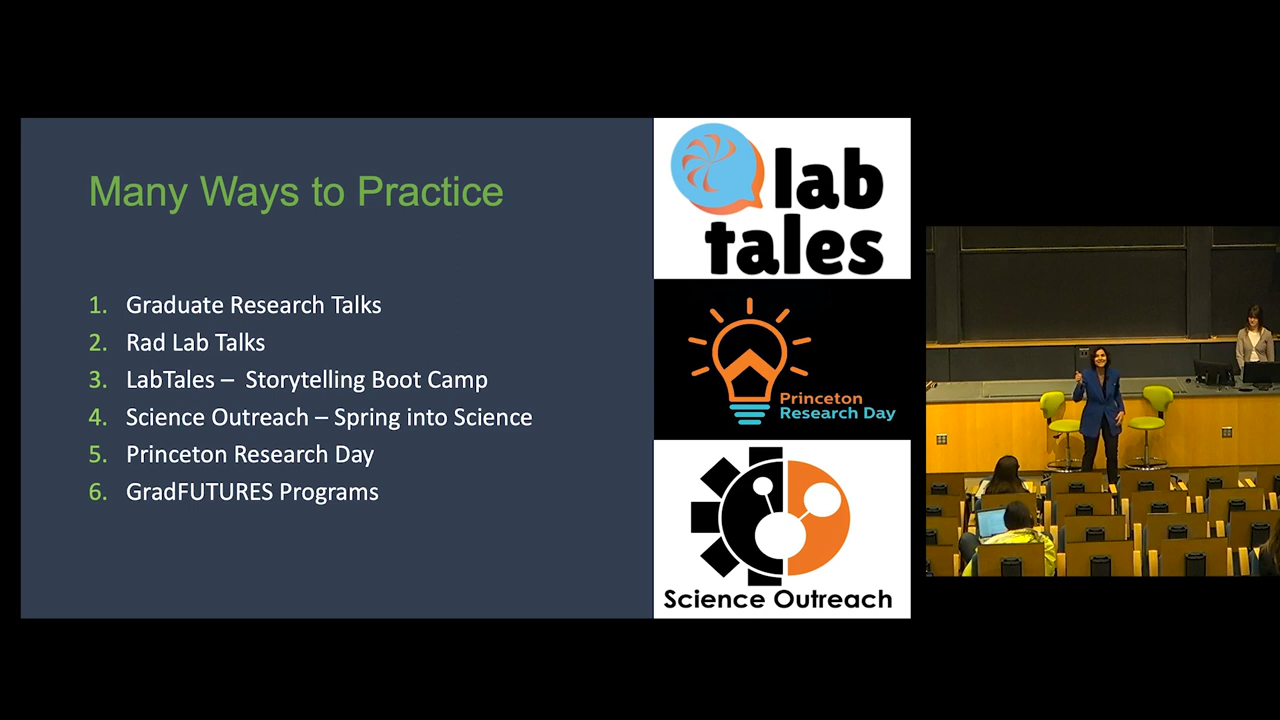 Many Ways to Practice
1. Graduate Research Talks
2. Rad Lab Talks
3. LabTales – Storytelling Boot Camp
4. Science Outreach – Spring into Science
5. Princeton Research Day
6. GradFUTURES Programs
lab
tales
Princeton
Research Day
Science Outreach